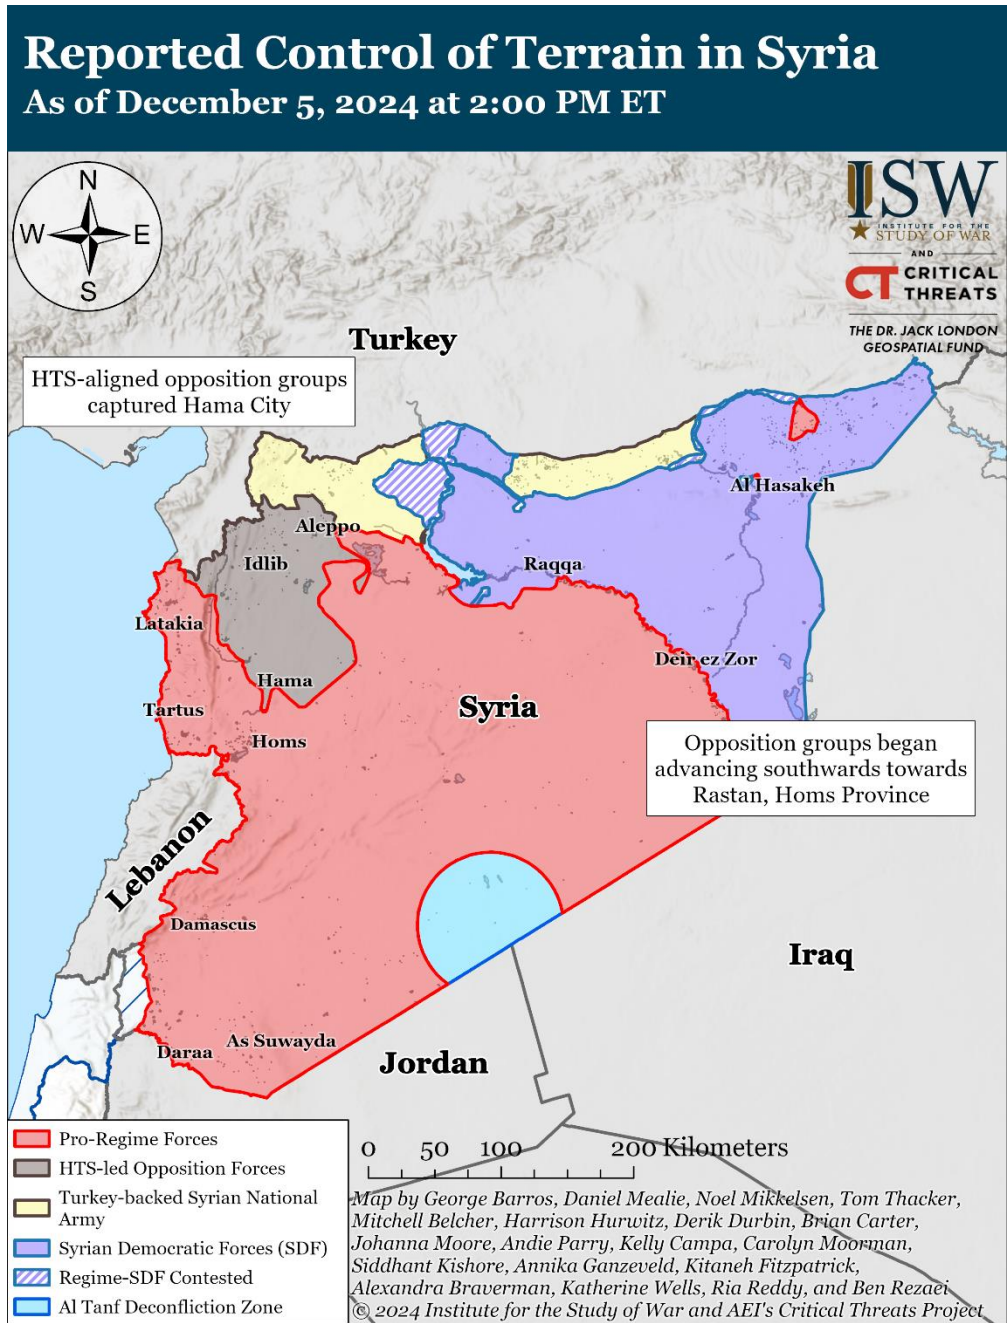 Reported Control of Terrain in Syria
As of December 5, 2024 at 2:00 PM ET
N
W
E
S
ISW
INSTITUTE FOR THE
STUDY OF WAR
AND
CT CRITICAL
THREATS
THE DR. JACK LONDON
GEOSPATIAL FUND
Turkey
HTS-aligned opposition groups
captured Hama City
Al Hasakeh
Aleppo
Idlib
Raqqa
Latakia
Deir ez Zor
Hama
Tartus
Syria
Homs
Opposition groups began
advancing southwards towards
Rastan, Homs Province
Lebanon
Damascus
Iraq
As Suwayda
Daraa
Jordan
Pro-Regime Forces
HTS-led Opposition Forces
Turkey-backed Syrian National
Army
Syrian Democratic Forces (SDF)
Regime-SDF Contested
Al Tanf Deconfliction Zone
0 50 100 200 Kilometers
Map by George Barros, Daniel Mealie, Noel Mikkelsen, Tom Thacker,
Mitchell Belcher, Harrison Hurwitz, Derik Durbin, Brian Carter,
Johanna Moore, Andie Parry, Kelly Campa, Carolyn Moorman,
Siddhant Kishore, Annika Ganzeveld, Kitaneh Fitzpatrick,
Alexandra Braverman, Katherine Wells, Ria Reddy, and Ben Rezaei
© 2024 Institute for the Study of War and AEI's Critical Threats Project